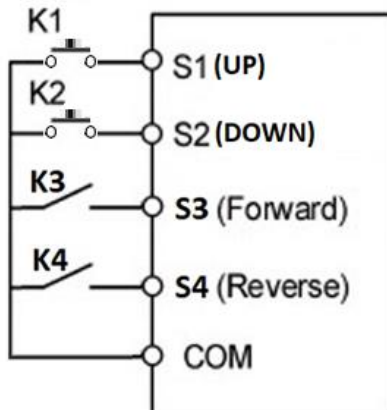 K1
S1 (UP)
K2
S2 (DOWN)
K3
S3 (Forward)
K4
S4 (Reverse)
COM